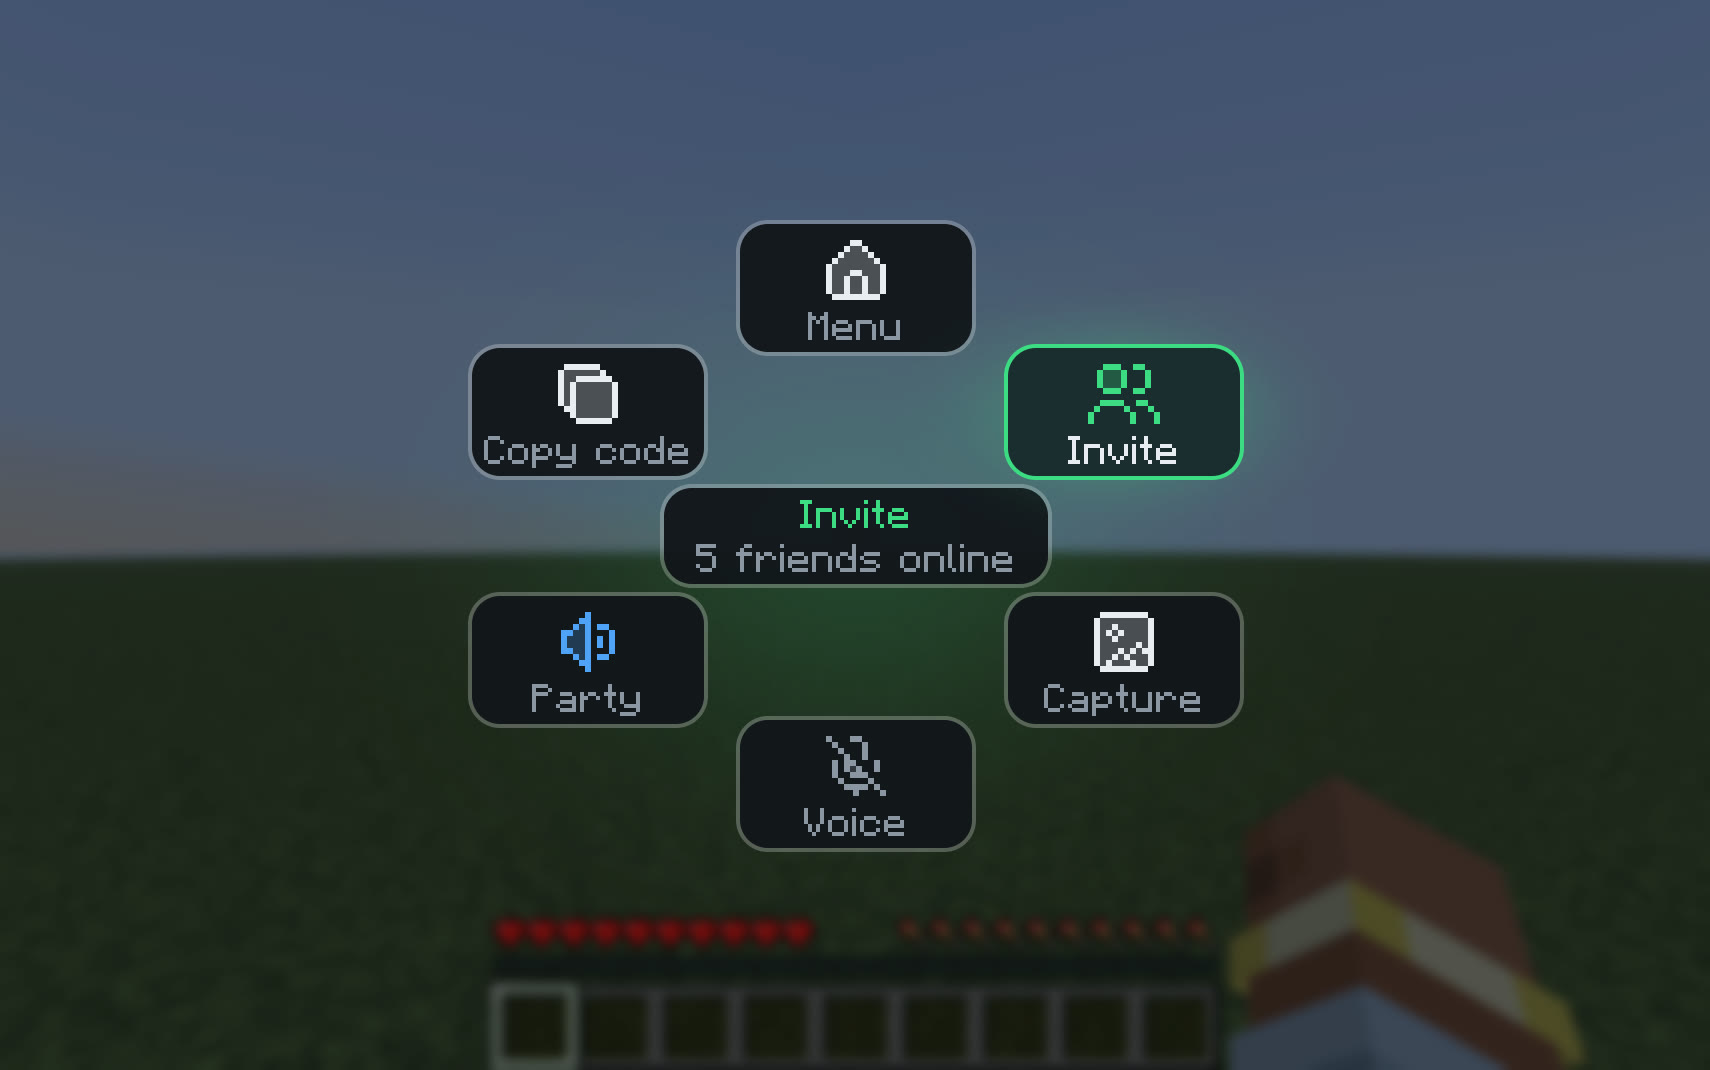 Menu
Copy code
Invite
Invite
5 friends online
Party
Capture
Voice